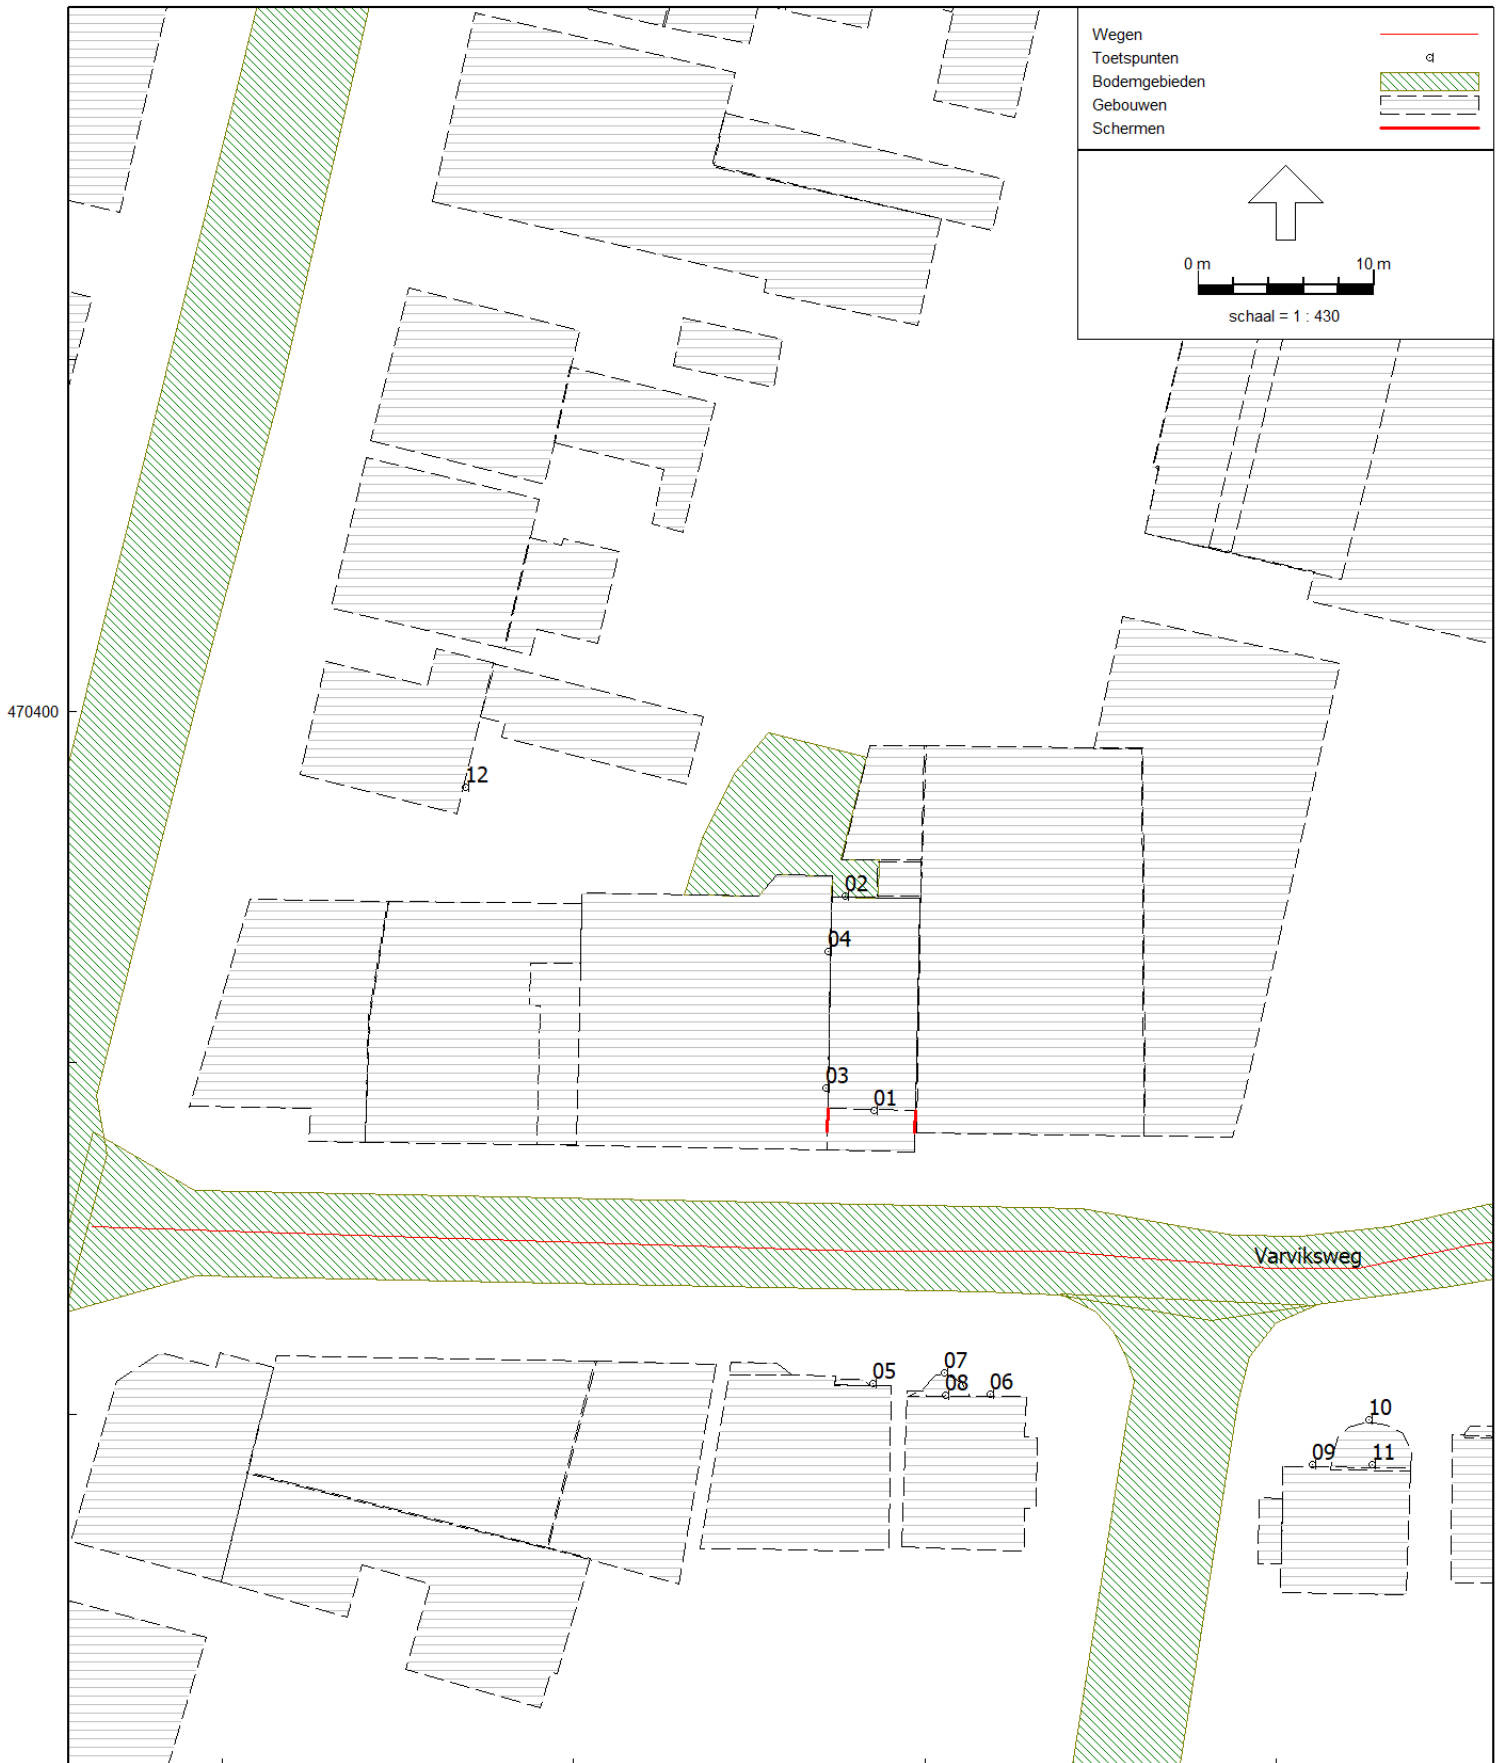 Wegen
Toetspunten
Bodemgebieden
Gebouwen
Schermen
0 m 10 m
schaal = 1 : 430
470400
12
02
04
03
01
Varviksweg
07
05
08 06
10
09 11